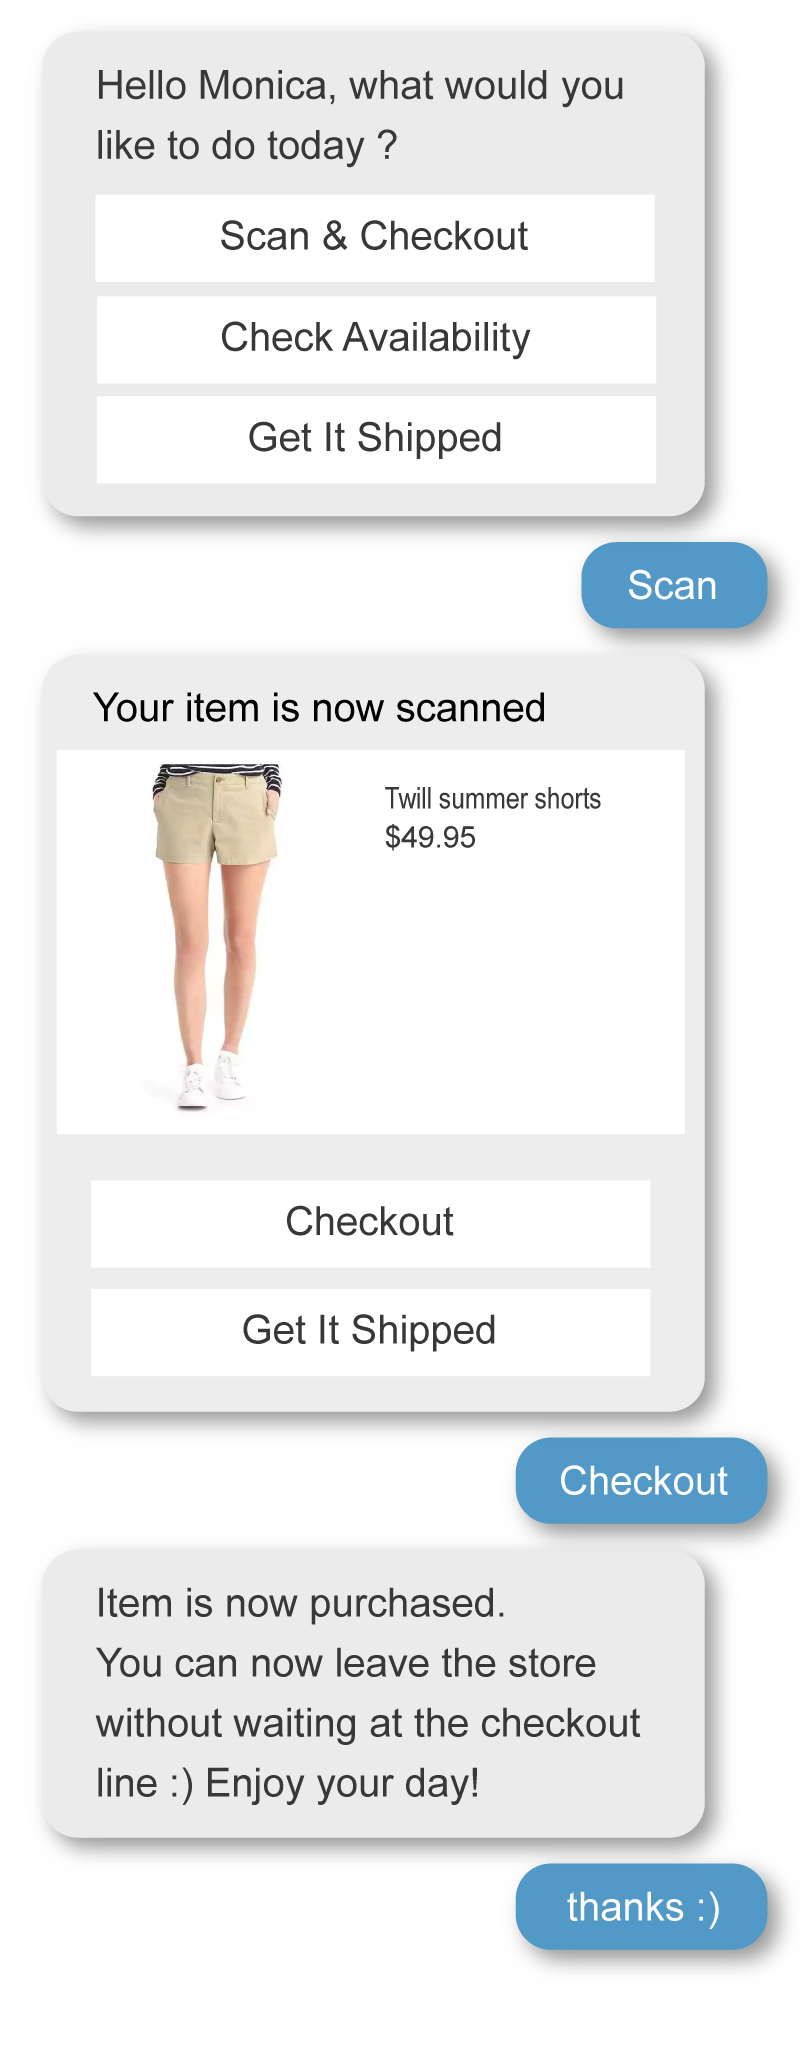 Hello Monica, what would you
like to do today ?
Scan & Checkout
Check Availability
Get It Shipped
Scan
Your item is now scanned
Twill summer shorts
$49.95
Checkout
Get It Shipped
Checkout
Item is now purchased.
You can now leave the store
without waiting at the checkout
line :) Enjoy your day!
thanks :)